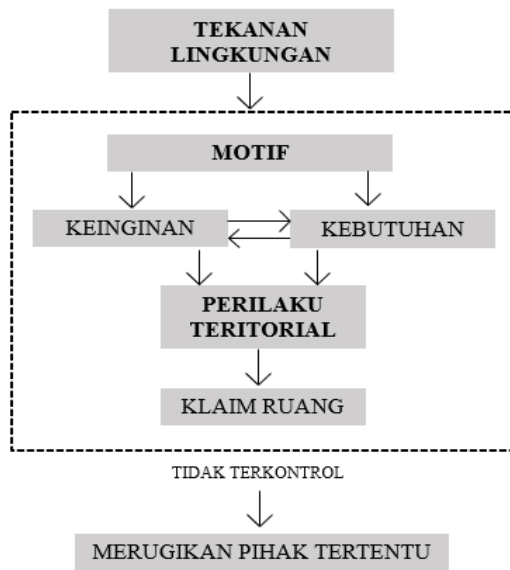 TEKANAN
LINGKUNGAN
MOTIF
KEINGINAN
KEBUTUHAN
PERILAKU
TERITORIAL
KLAIM RUANG
TIDAK TERKONTROL
MERUGIKAN PIHAK TERTENTU